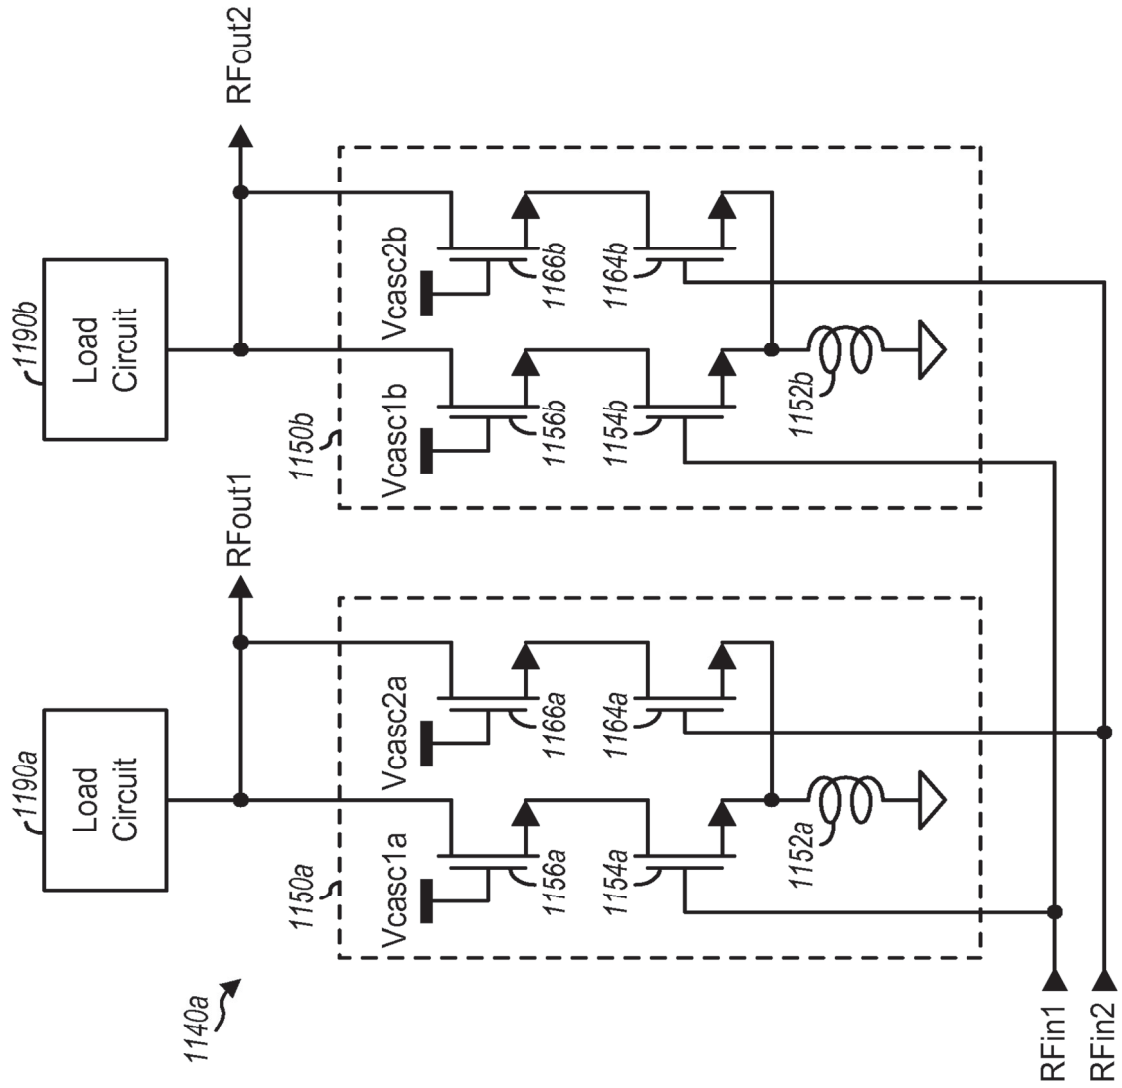 1190a
Load
Circuit
1190b
Load
Circuit
RFout1
RFout2
1140a
1150a
Vcasc1a
Vcasc2a
1156a
1166a
1154a
1164a
1152a
1150b
Vcasc1b
Vcasc2b
1156b
1166b
1154b
1164b
1152b
RFin1
RFin2